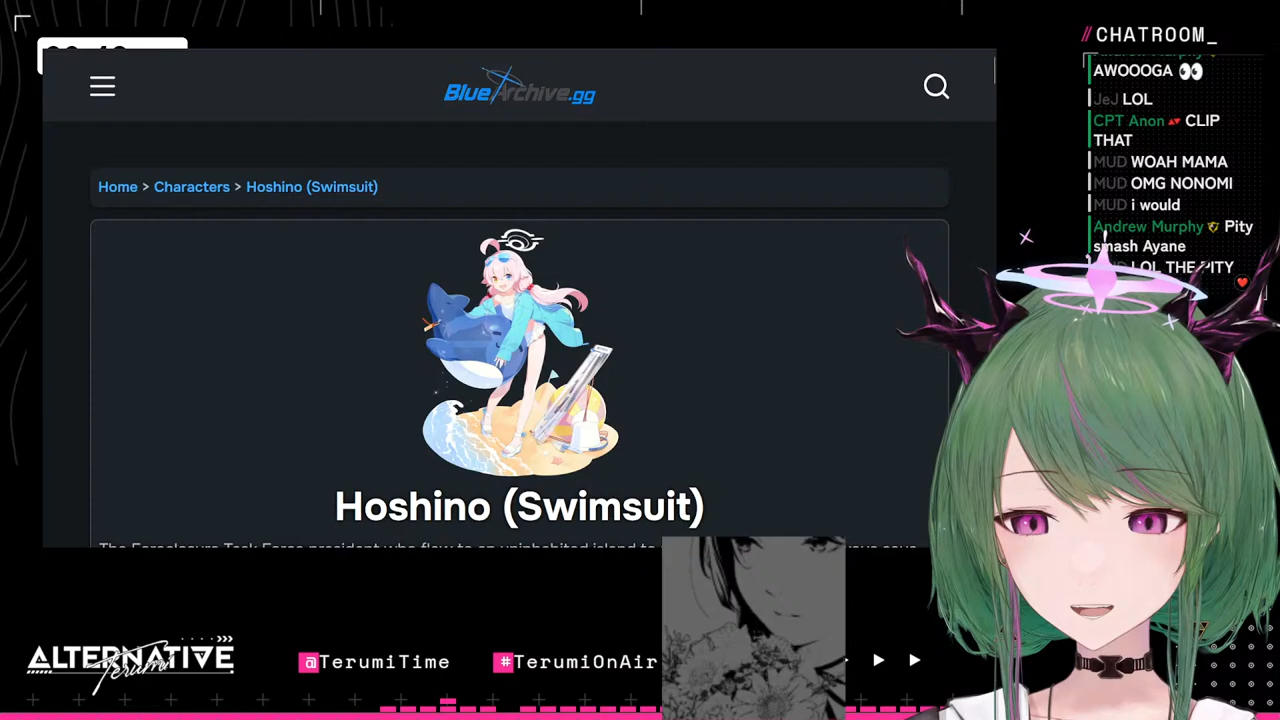 //CHATROOM_
AWOOOGA 👀
JeJ LOL
CPT Anon CLIP
THAT
MUD WOAH MAMA
MUD OMG NONOMI
MUD i would
Andrew Murphy Pity
smash Ayane
LOL THE PITY
BlueArchive.gg
Home > Characters > Hoshino (Swimsuit)
Hoshino (Swimsuit)
ALTERNATIVE
Terumi
@TerumiTime
#TerumiOnAir